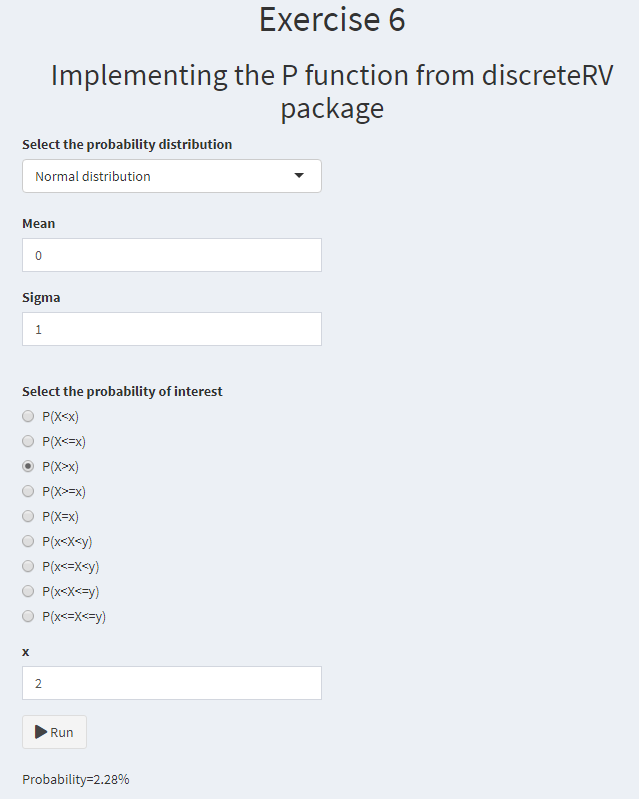 Exercise 6
Implementing the P function from discreteRV
package
Select the probability distribution
Normal distribution
Mean
0
Sigma
1
Select the probability of interest
P(X<x)
P(X<=x)
P(X>x)
P(X>=x)
P(X=x)
P(x<X<y)
P(x<=X<y)
P(x<X<=y)
P(x<=X<=y)
x
2
Run
Probability=2.28%